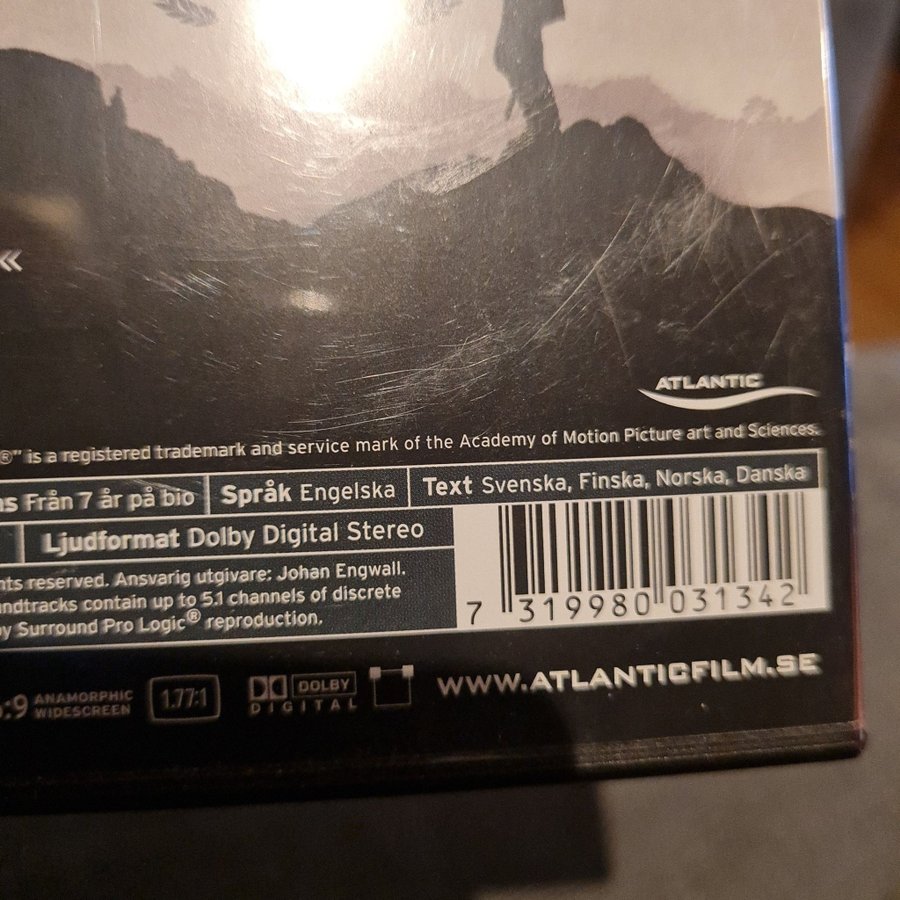 «
ATLANTIC
®" is a registered trademark and service mark of the Academy of Motion Picture art and Sciences.
Från 7 år på bio Språk Engelska Text Svenska, Finska, Norska, Danska
Ljudformat Dolby Digital Stereo
reserved. Ansvarig utgivare: Johan Engwall.
contain up to 5.1 channels of discrete
Surround Pro Logic® reproduction.
7 319980 031342
:9 ANAMORPHIC WIDESCREEN 1.77:1 DOLBY DIGITAL WWW.ATLANTICFILM.SE